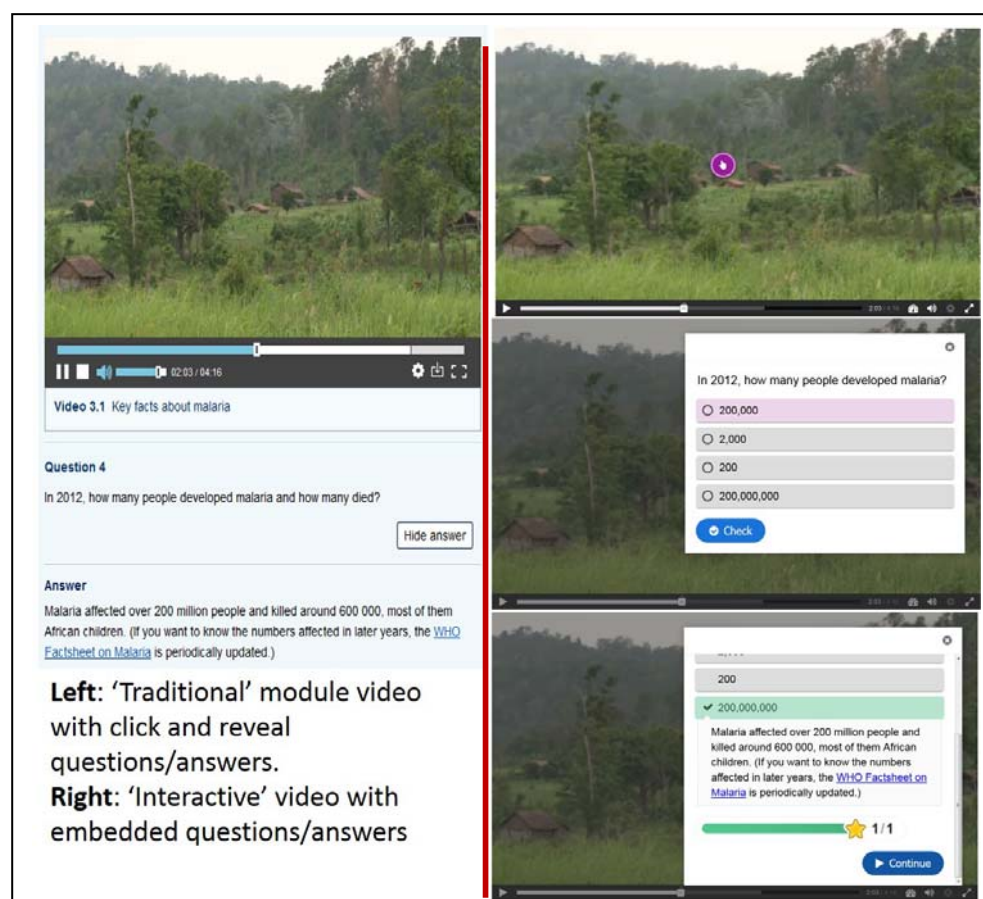 02:03 / 04:16
Video 3.1 Key facts about malaria
Question 4
In 2012, how many people developed malaria and how many died?
Hide answer
Answer
Malaria affected over 200 million people and killed around 600 000, most of them
African children. (If you want to know the numbers affected in later years, the WHO
Factsheet on Malaria is periodically updated.)
Left: ‘Traditional’ module video
with click and reveal
questions/answers.
Right: ‘Interactive’ video with
embedded questions/answers
In 2012, how many people developed malaria?
200,000
2,000
200
200,000,000
Check
200
200,000,000
Malaria affected over 200 million people and
killed around 600 000, most of them African
children. (If you want to know the numbers
affected in later years, the WHO Factsheet on
Malaria is periodically updated.)
1/1
Continue